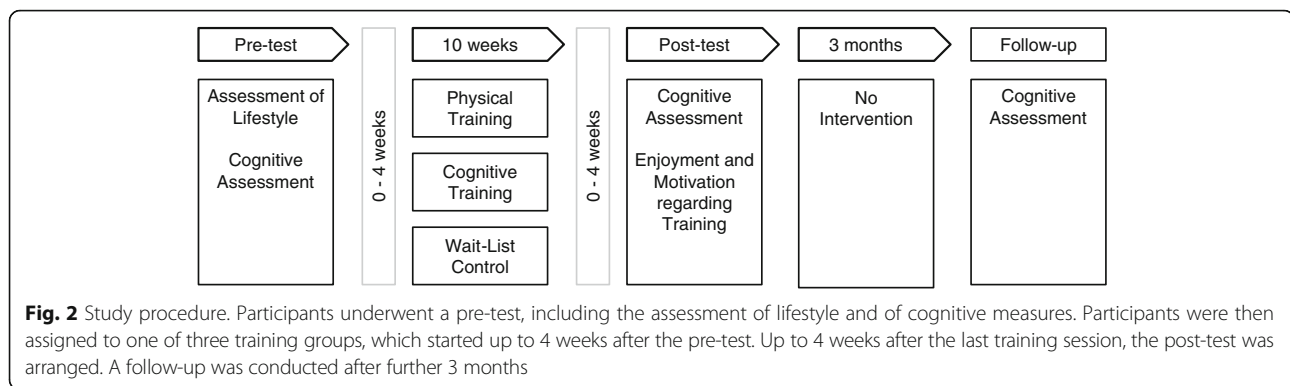 Pre-test
10 weeks
Post-test
3 months
Follow-up
Assessment of
Lifestyle
Cognitive
Assessment
0 - 4 weeks
Physical
Training
Cognitive
Training
Wait-List
Control
0 - 4 weeks
Cognitive
Assessment
Enjoyment and
Motivation
regarding
Training
No
Intervention
Cognitive
Assessment
Fig. 2 Study procedure. Participants underwent a pre-test, including the assessment of lifestyle and of cognitive measures. Participants were then
assigned to one of three training groups, which started up to 4 weeks after the pre-test. Up to 4 weeks after the last training session, the post-test was
arranged. A follow-up was conducted after further 3 months